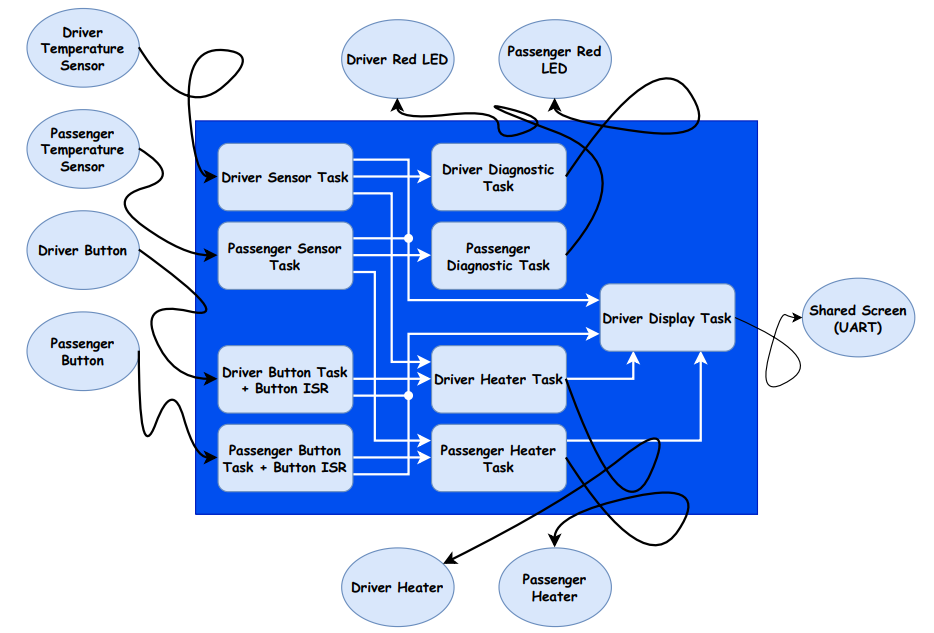 Driver
Temperature
Sensor
Driver Red LED
Passenger Red
LED
Passenger
Temperature
Sensor
Driver Sensor Task
Driver Diagnostic
Task
Driver Button
Passenger Sensor
Task
Passenger
Diagnostic Task
Driver Display Task
Shared Screen
(UART)
Passenger
Button
Driver Button Task
+ Button ISR
Driver Heater Task
Passenger Button
Task + Button ISR
Passenger Heater
Task
Driver Heater
Passenger
Heater